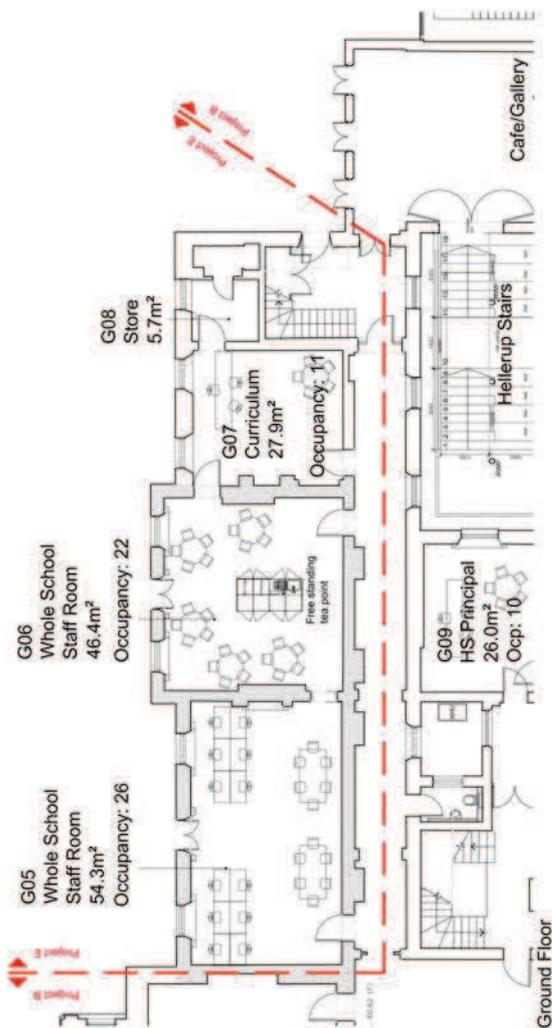 G05
Whole School
Staff Room
54.3m²
Occupancy: 26
G06
Whole School
Staff Room
46.4m²
Occupancy: 22
G08
Store
5.7m²
G07
Curriculum
27.9m²
Occupancy: 11
Free standing
tea point
G09
HS Principal
26.0m²
Ocp: 10
Hellerup Stairs
Cafe/Gallery
Ground Floor
Project E
Project B
Project B
Project E